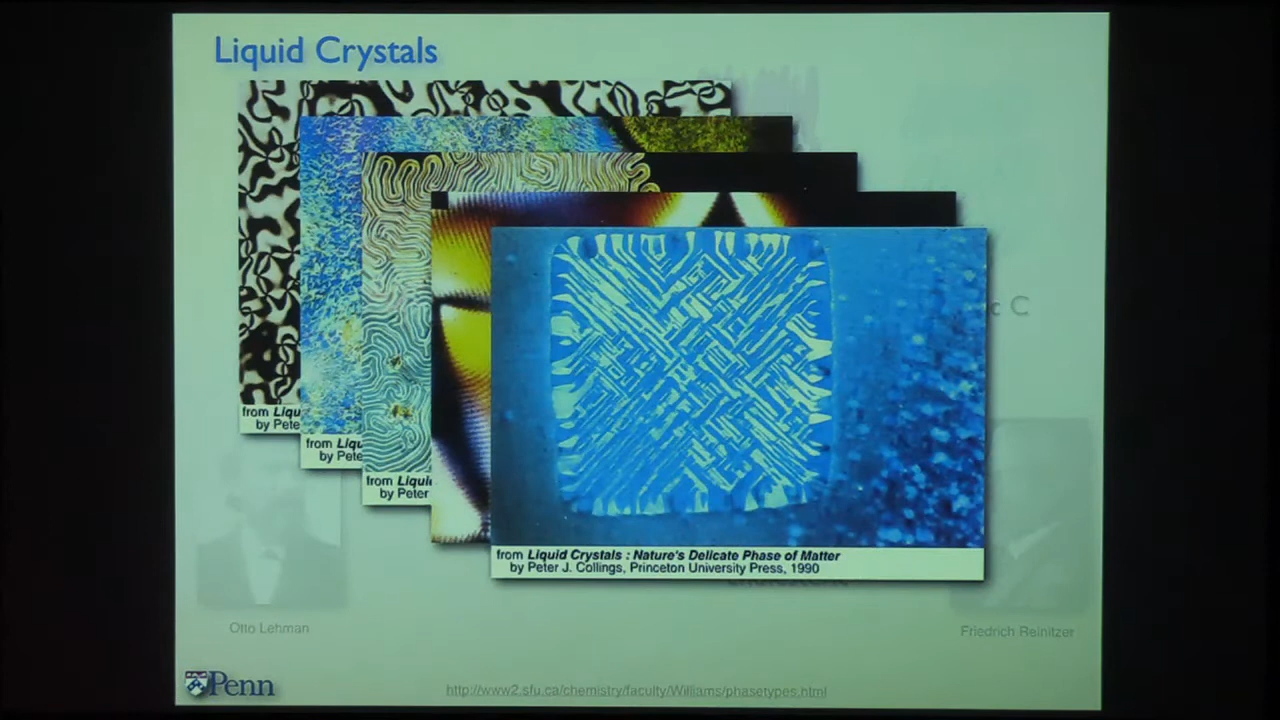 Liquid Crystals
c C
from Liqu
by Pete
from Liqu
by Pete
from Liquid
by Peter
from Liquid Crystals : Nature's Delicate Phase of Matter
by Peter J. Collings, Princeton University Press, 1990
Otto Lehman
Friedrich Reinitzer
Penn
http://www2.sfu.ca/chemistry/faculty/Williams/phasetypes.html